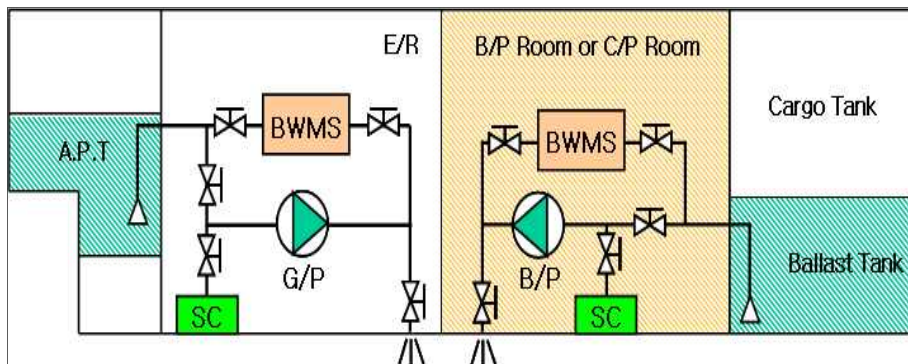 E/R
B/P Room or C/P Room
Cargo Tank
BWMS
BWMS
A.P.T
G/P
B/P
Ballast Tank
SC
SC